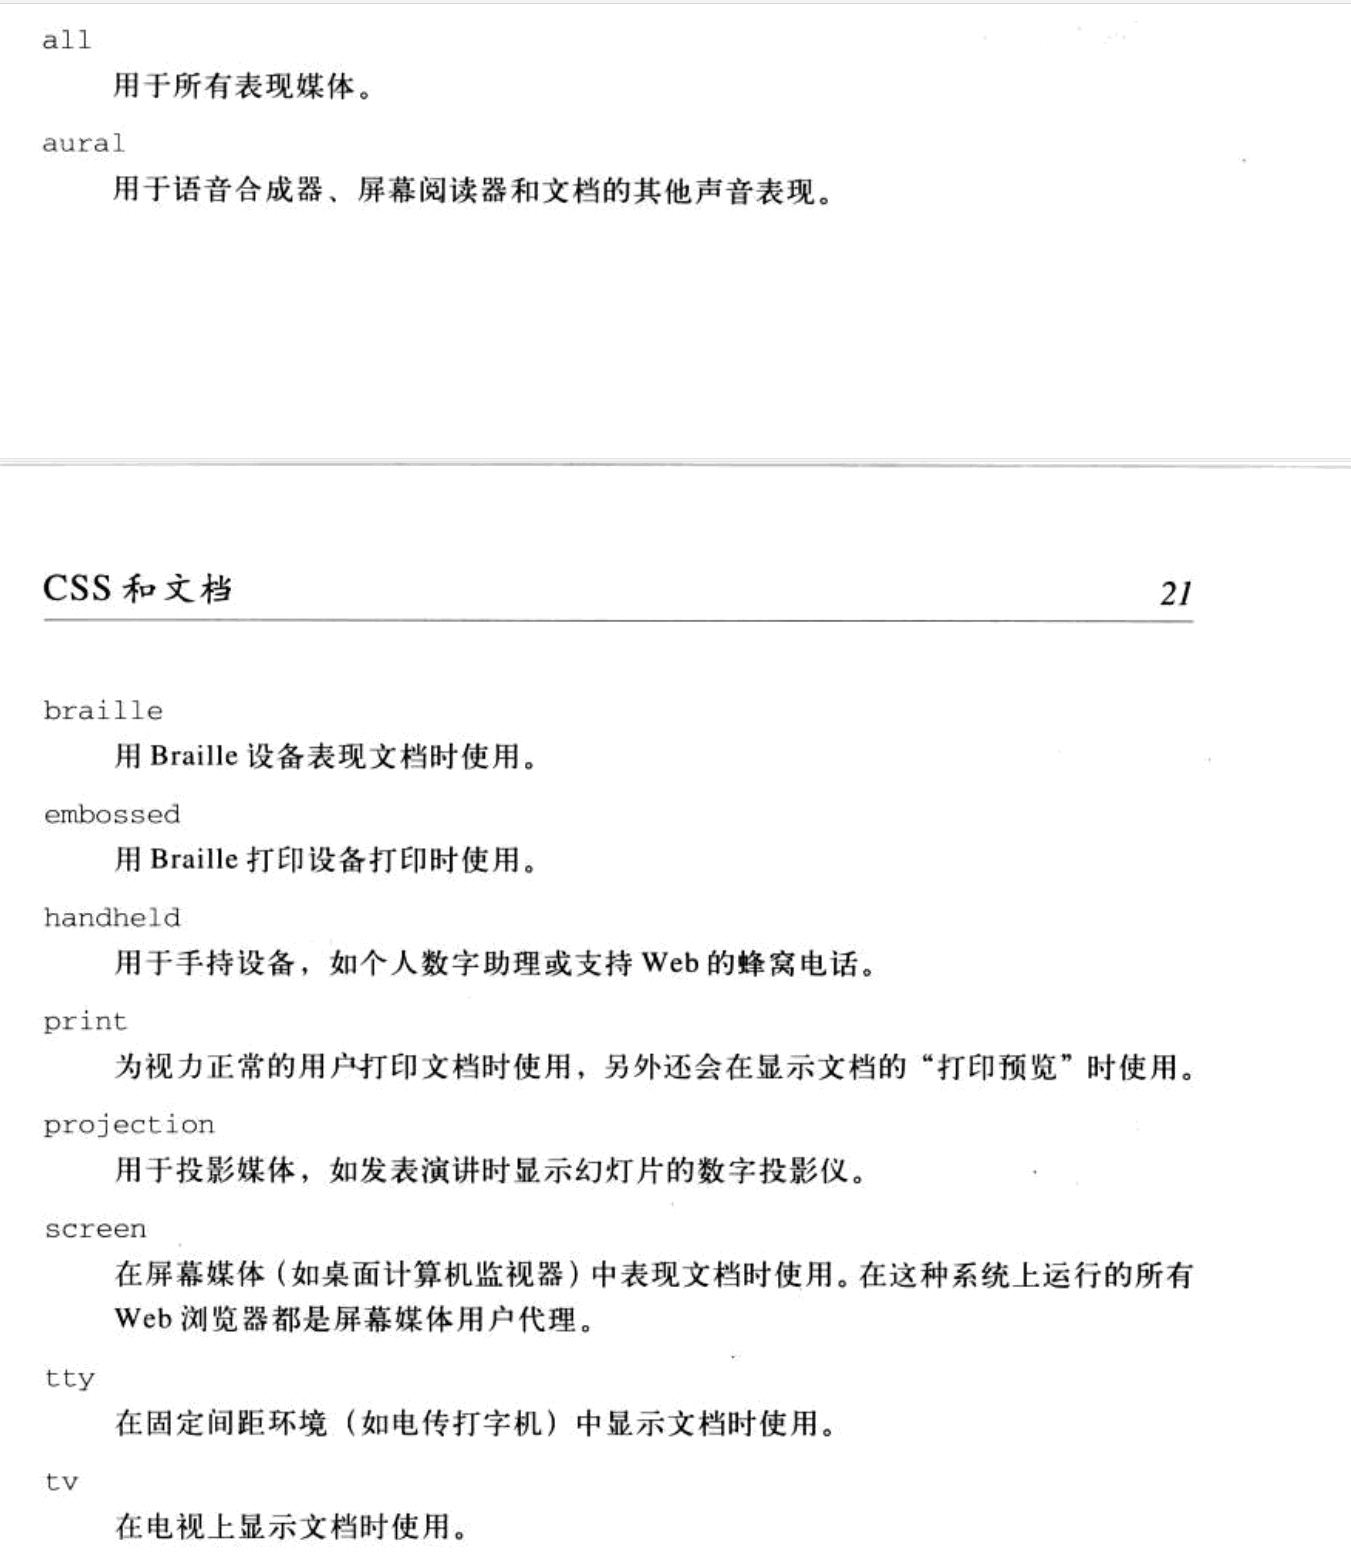 all
用于所有表现媒体。
aural
用于语音合成器、屏幕阅读器和文档的其他声音表现。
CSS 和文档
21
braille
用 Braille 设备表现文档时使用。
embossed
用 Braille 打印设备打印时使用。
handheld
用于手持设备，如个人数字助理或支持 Web 的蜂窝电话。
print
为视力正常的用户打印文档时使用，另外还会在显示文档的“打印预览”时使用。
projection
用于投影媒体，如发表演讲时显示幻灯片的数字投影仪。
screen
在屏幕媒体（如桌面计算机监视器）中表现文档时使用。在这种系统上运行的所有
Web 浏览器都是屏幕媒体用户代理。
tty
在固定间距环境（如电传打字机）中显示文档时使用。
tv
在电视上显示文档时使用。